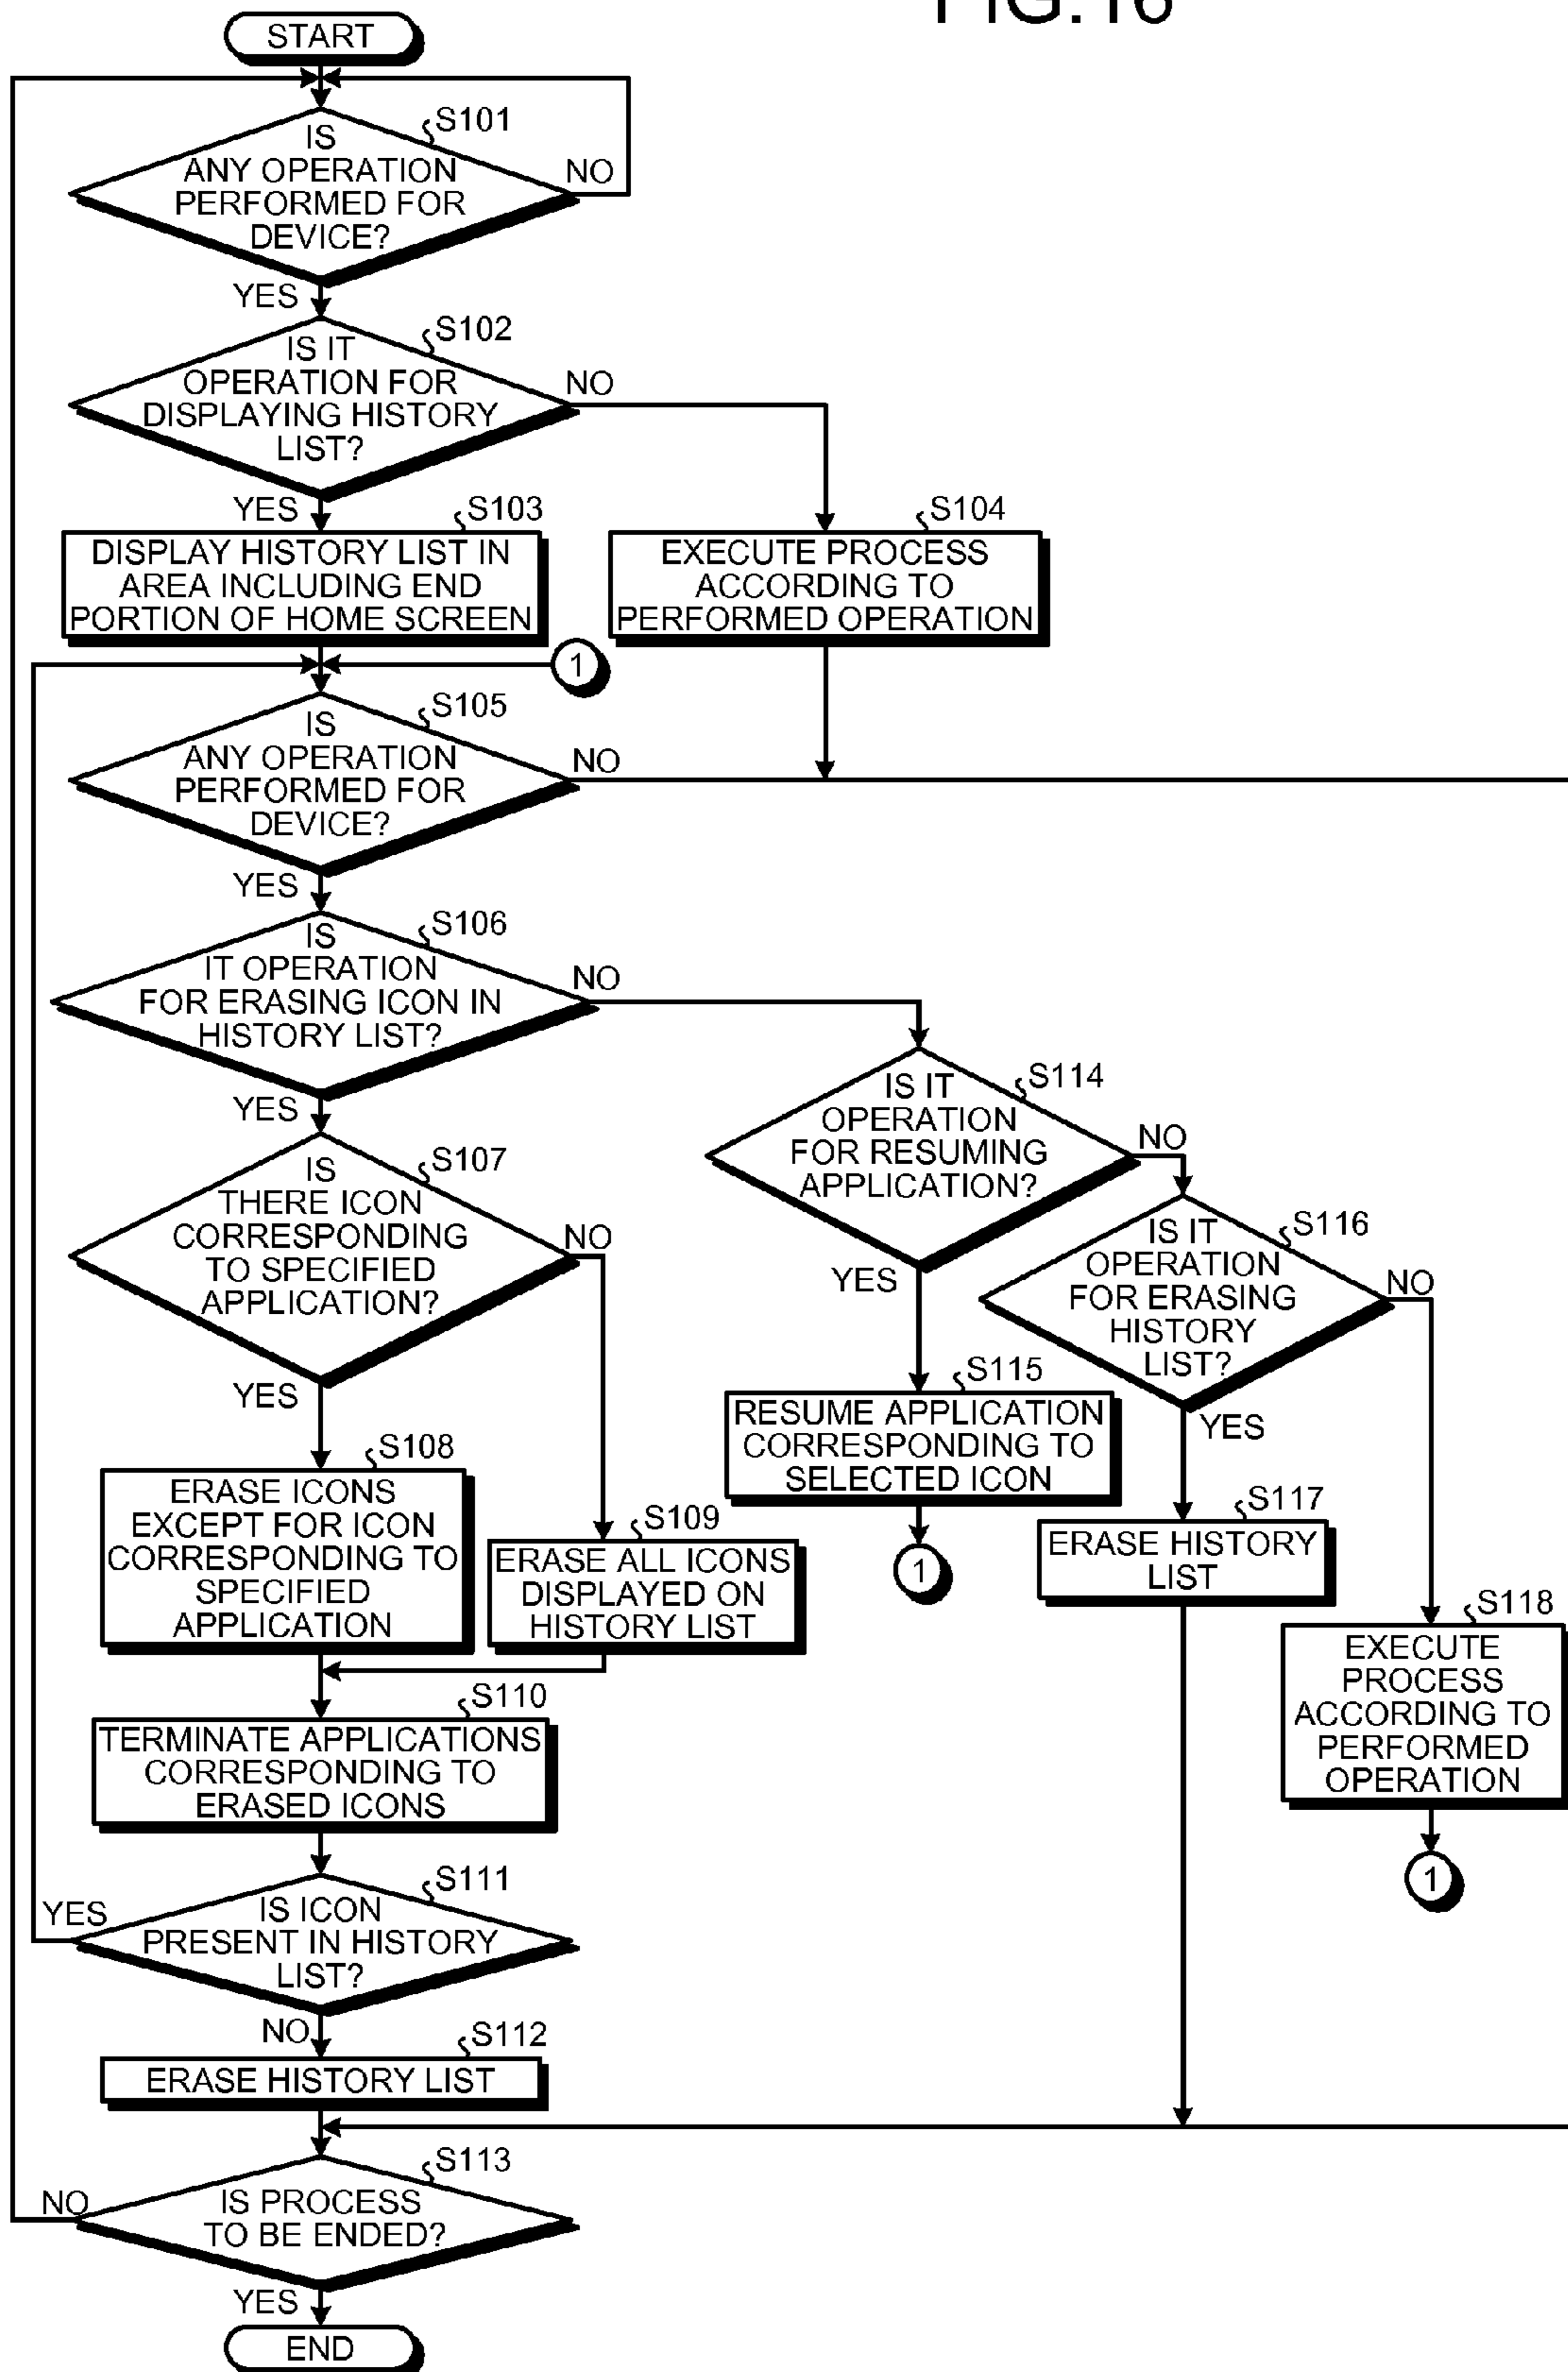 FIG.16
START
S101
IS
ANY OPERATION
PERFORMED FOR
DEVICE?
NO
YES
S102
IS IT
OPERATION FOR
DISPLAYING HISTORY
LIST?
NO
YES
S103
DISPLAY HISTORY LIST IN
AREA INCLUDING END
PORTION OF HOME SCREEN
S104
EXECUTE PROCESS
ACCORDING TO
PERFORMED OPERATION
1
S105
IS
ANY OPERATION
PERFORMED FOR
DEVICE?
NO
YES
S106
IS
IT OPERATION
FOR ERASING ICON IN
HISTORY LIST?
NO
YES
S107
IS
THERE ICON
CORRESPONDING
TO SPECIFIED
APPLICATION?
NO
YES
S108
ERASE ICONS
EXCEPT FOR ICON
CORRESPONDING TO
SPECIFIED
APPLICATION
S109
ERASE ALL ICONS
DISPLAYED ON
HISTORY LIST
S110
TERMINATE APPLICATIONS
CORRESPONDING TO
ERASED ICONS
S111
IS ICON
PRESENT IN HISTORY
LIST?
YES
NO
S112
ERASE HISTORY LIST
S113
IS PROCESS
TO BE ENDED?
NO
YES
END
S114
IS IT
OPERATION
FOR RESUMING
APPLICATION?
NO
YES
S115
RESUME APPLICATION
CORRESPONDING TO
SELECTED ICON
1
S116
IS IT
OPERATION
FOR ERASING
HISTORY
LIST?
NO
YES
S117
ERASE HISTORY
LIST
S118
EXECUTE
PROCESS
ACCORDING TO
PERFORMED
OPERATION
1